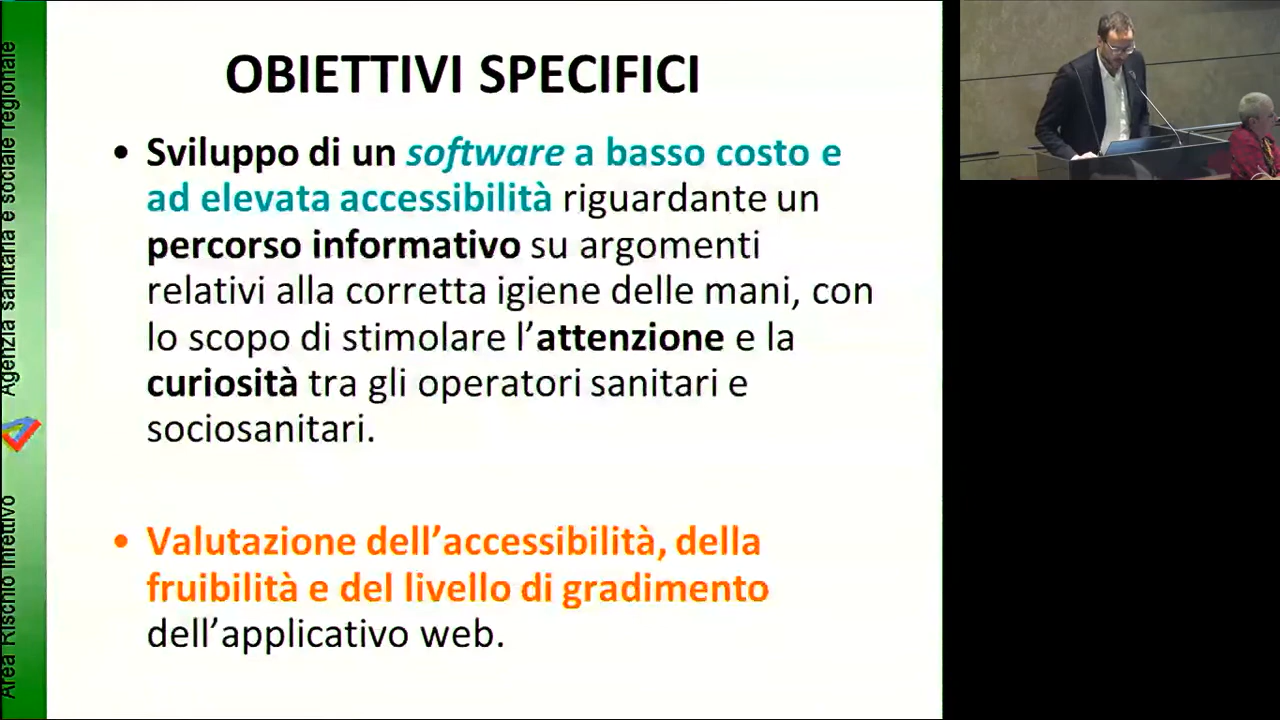 OBIETTIVI SPECIFICI
• Sviluppo di un software a basso costo e
ad elevata accessibilità riguardante un
percorso informativo su argomenti
relativi alla corretta igiene delle mani, con
lo scopo di stimolare l’attenzione e la
curiosità tra gli operatori sanitari e
sociosanitari.
• Valutazione dell’accessibilità, della
fruibilità e del livello di gradimento
dell’applicativo web.
Agenzia sanitaria e sociale regionale
Area Rischio Infettivo